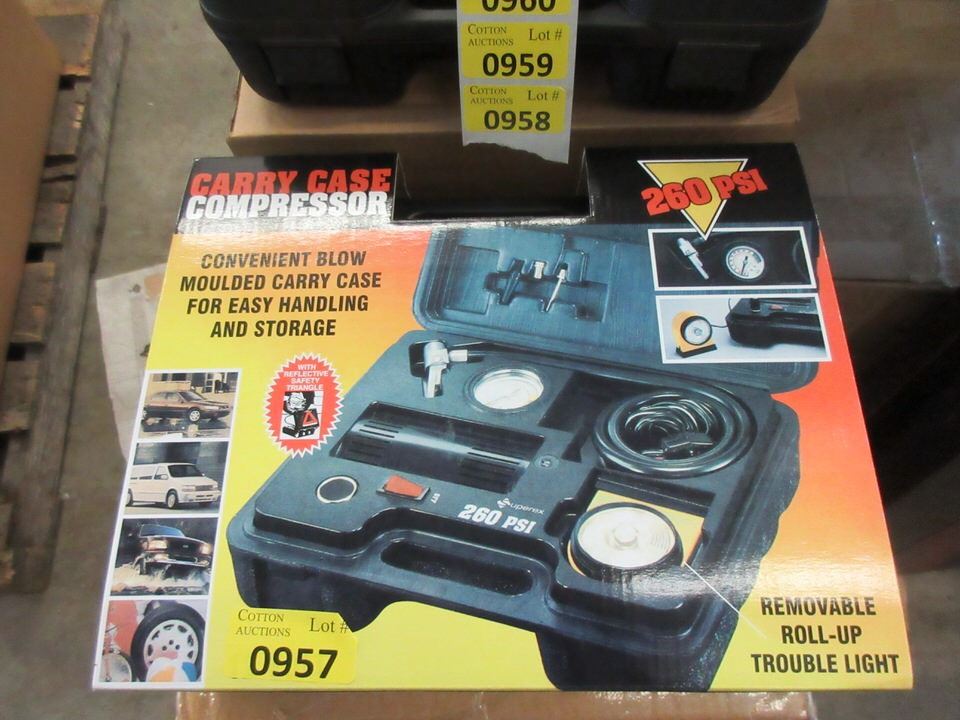 0960
COTTON AUCTIONS Lot #
0959
COTTON AUCTIONS Lot #
0958
CARRY CASE
COMPRESSOR
260 PSI
CONVENIENT BLOW
MOULDED CARRY CASE
FOR EASY HANDLING
AND STORAGE
WITH
REFLECTIVE
SAFETY
TRIANGLE
Superex
260 PSI
REMOVABLE
ROLL-UP
TROUBLE LIGHT
COTTON AUCTIONS Lot #
0957